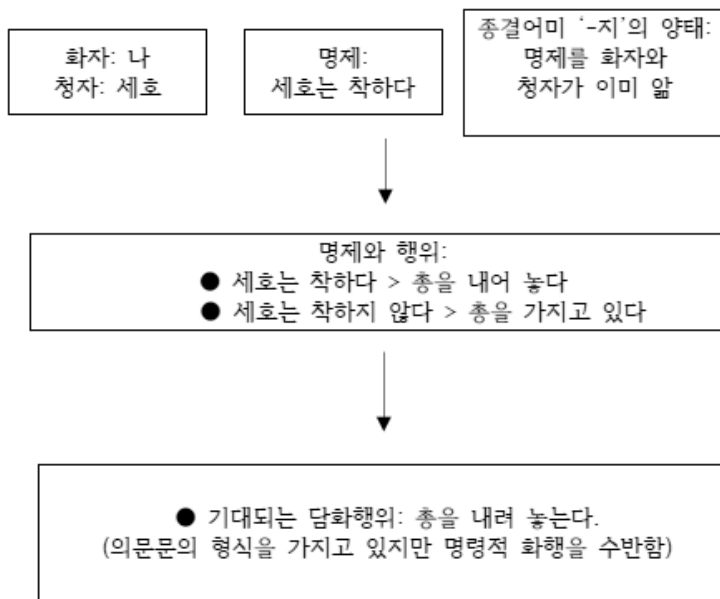 화자: 나
청자: 세호
명제:
세호는 착하다
종결어미 ‘-지’의 양태:
명제를 화자와
청자가 이미 앎
명제와 행위:
● 세호는 착하다 > 총을 내어 놓다
● 세호는 착하지 않다 > 총을 가지고 있다
● 기대되는 담화행위: 총을 내려 놓는다.
(의문문의 형식을 가지고 있지만 명령적 화행을 수반함)